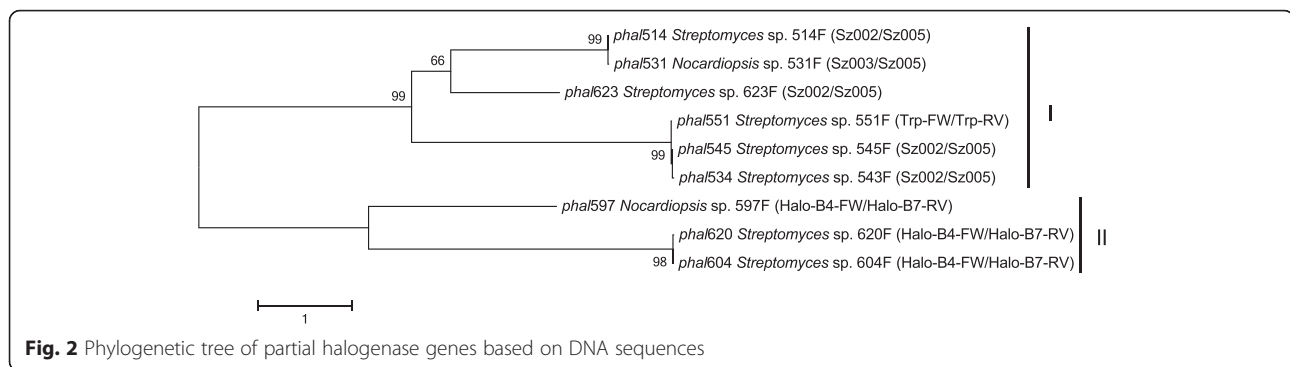 phal514 Streptomyces sp. 514F (Sz002/Sz005)
99
phal531 Nocardiopsis sp. 531F (Sz003/Sz005)
66
phal623 Streptomyces sp. 623F (Sz002/Sz005)
99
I
phal551 Streptomyces sp. 551F (Trp-FW/Trp-RV)
phal545 Streptomyces sp. 545F (Sz002/Sz005)
99
phal534 Streptomyces sp. 543F (Sz002/Sz005)
phal597 Nocardiopsis sp. 597F (Halo-B4-FW/Halo-B7-RV)
phal620 Streptomyces sp. 620F (Halo-B4-FW/Halo-B7-RV)
II
98
phal604 Streptomyces sp. 604F (Halo-B4-FW/Halo-B7-RV)
1
Fig. 2 Phylogenetic tree of partial halogenase genes based on DNA sequences